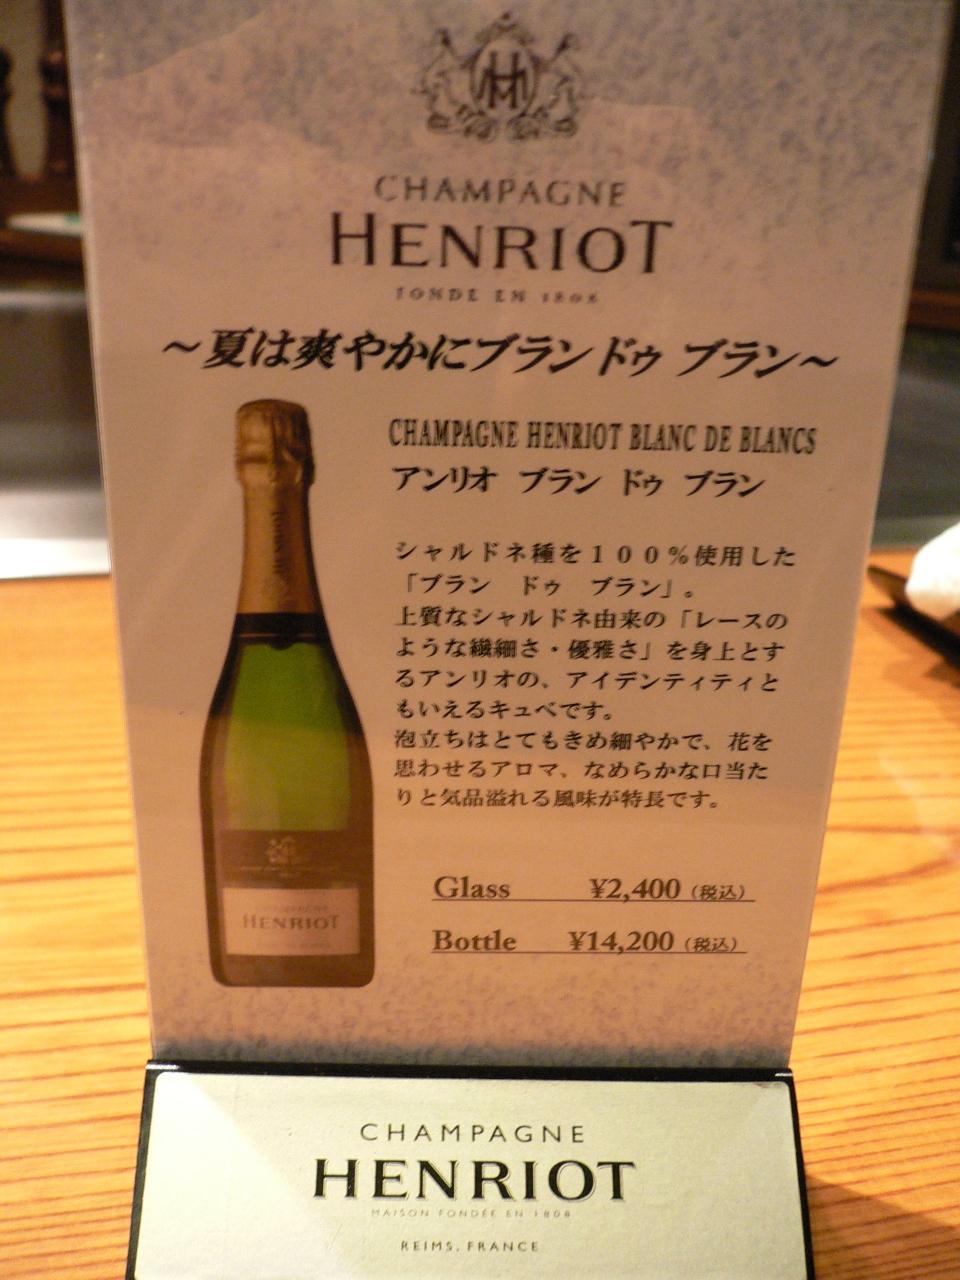 CHAMPAGNE
HENRIOT
FONDÉ EN 1808
～夏は爽やかにブラン ドゥ ブラン～
CHAMPAGNE HENRIOT BLANC DE BLANCS
アンリオ ブラン ドゥ ブラン
シャルドネ種を１００％使用した
「ブラン ドゥ ブラン」。
上質なシャルドネ由来の「レースの
ような繊細さ・優雅さ」を身上とす
るアンリオの、アイデンティティと
もいえるキュベです。
泡立ちはとてもきめ細やかで、花を
思わせるアロマ、なめらかな口当た
りと気品溢れる風味が特長です。
Glass ¥2,400（税込）
Bottle ¥14,200（税込）
HENRIOT
CHAMPAGNE
HENRIOT
CHAMPAGNE
HENRIOT
MAISON FONDÉE EN 1808
REIMS, FRANCE